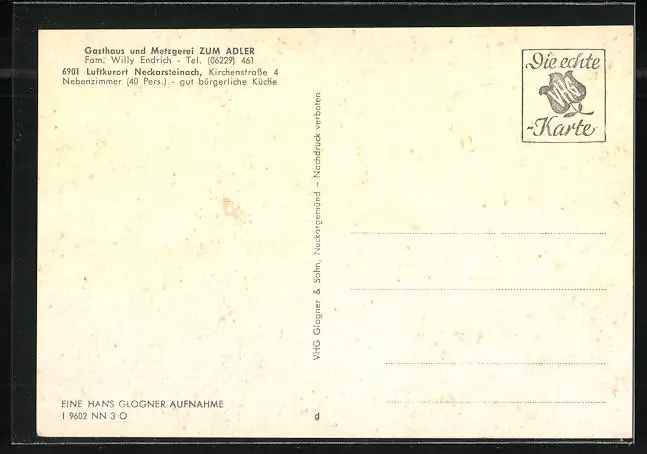 Gasthaus und Metzgerei ZUM ADLER
Fam. Willy Endrich - Tel. (06229) 461
6901 Luftkurort Neckarsteinach, Kirchenstraße 4
Nebenzimmer (40 Pers.) - gut bürgerliche Küche
Die echte
VHG
-Karte
VHG Glogner & Sohn, Neckargemünd — Nachdruck verboten
EINE HANS GLOGNER AUFNAHME
I 9602 NN 3 O
g